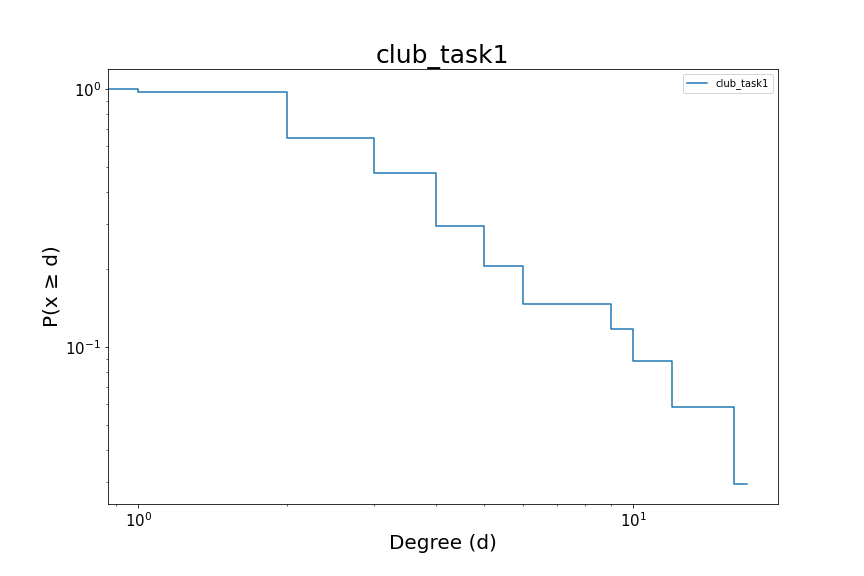 club_task1
club_task1
10⁰
10⁻¹
P(x ≥ d)
10⁰
10¹
Degree (d)